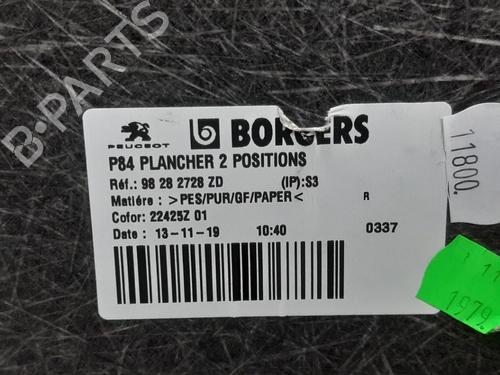 B-PARTS
PEUGEOT BORGERS
P84 PLANCHER 2 POSITIONS
Réf.: 98 28 2728 ZD (IP):S3
Matiére : >PES/PUR/GF/PAPER< R
Cofor: 22425Z 01
Date : 13-11-19 10:40 0337
11800.